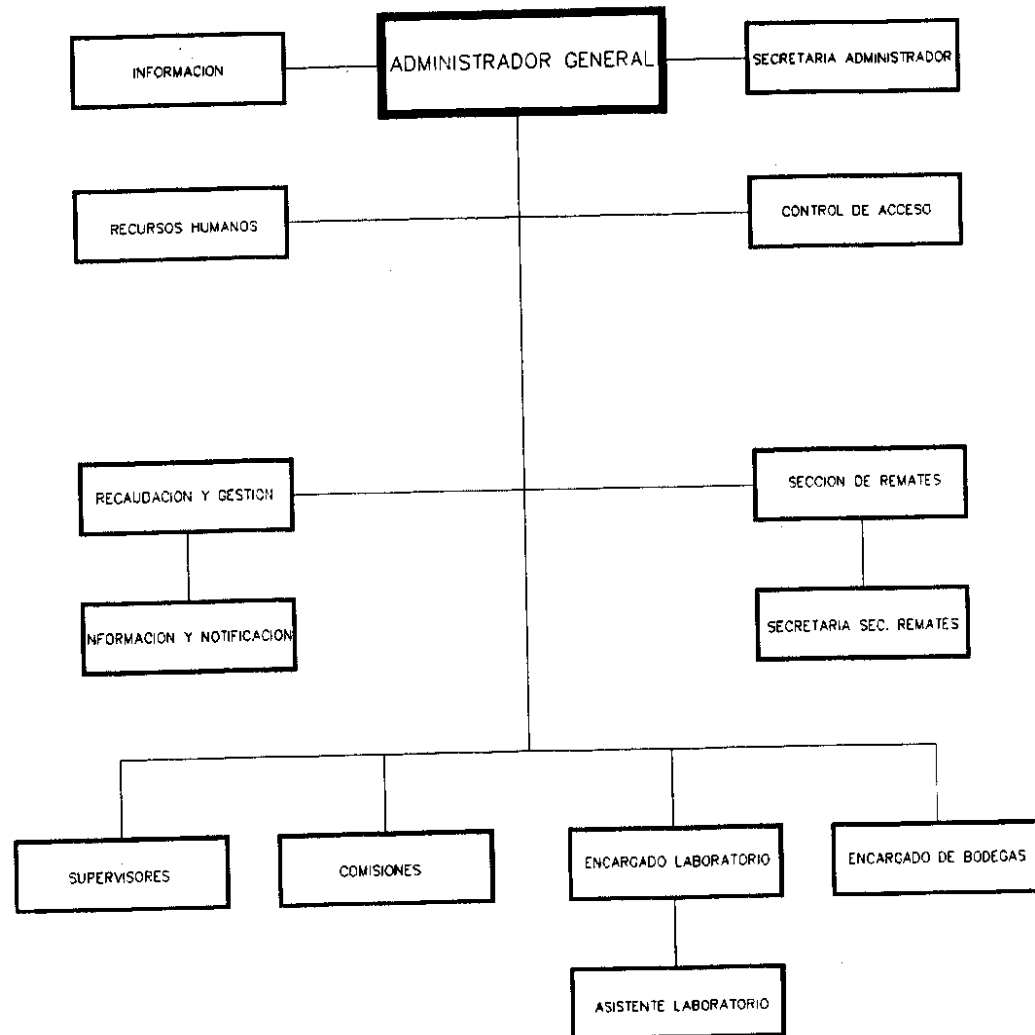 INFORMACION
ADMINISTRADOR GENERAL
SECRETARIA ADMINISTRADOR
RECURSOS HUMANOS
CONTROL DE ACCESO
RECAUDACION Y GESTION
SECCION DE REMATES
NFORMACION Y NOTIFICACION
SECRETARIA SEC. REMATES
SUPERVISORES
COMISIONES
ENCARGADO LABORATORIO
ENCARGADO DE BODEGAS
ASISTENTE LABORATORIO